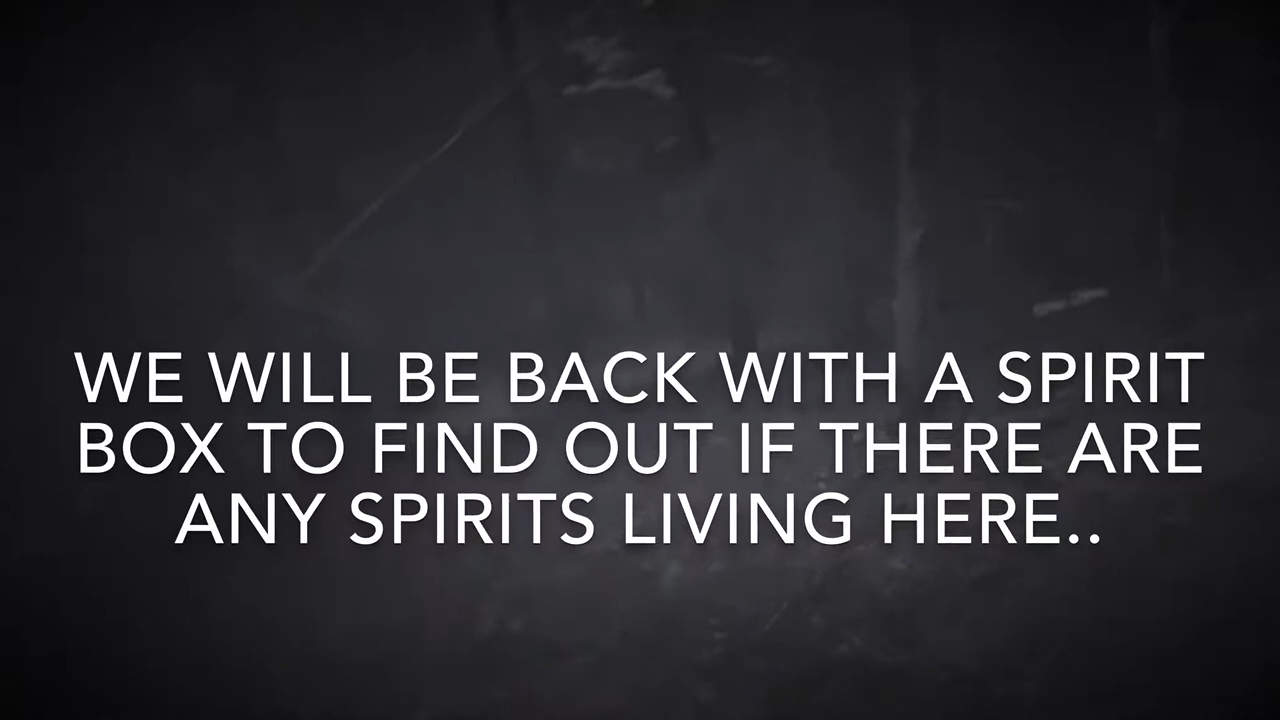 WE WILL BE BACK WITH A SPIRIT
BOX TO FIND OUT IF THERE ARE
ANY SPIRITS LIVING HERE..